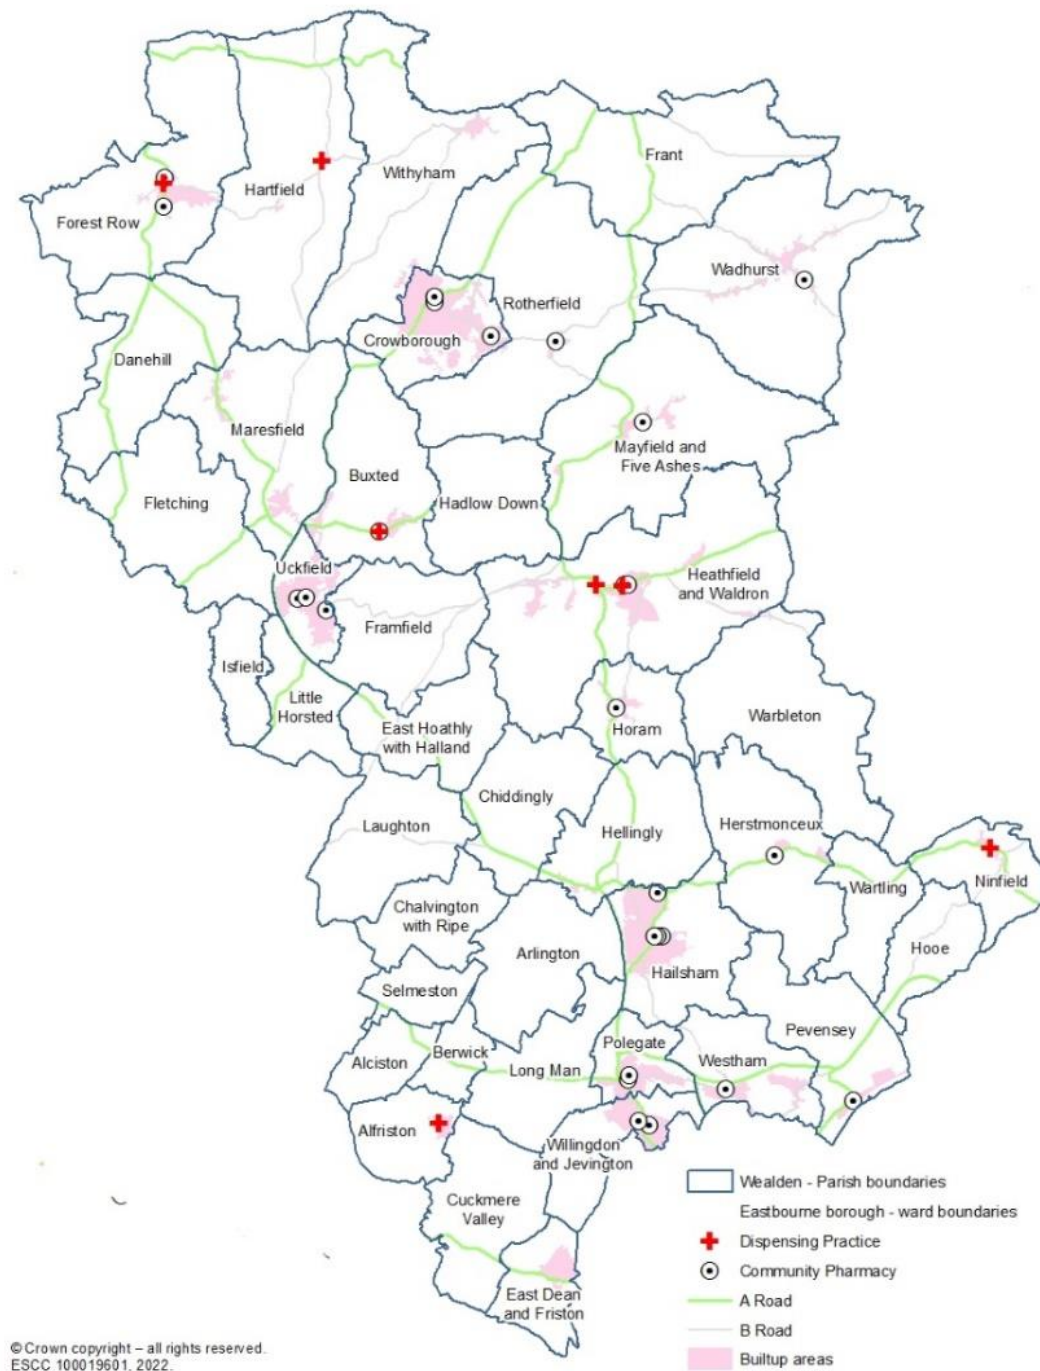 Frant
Withyham
Hartfield
Forest Row
Wadhurst
Rotherfield
Crowborough
Danehill
Maresfield
Mayfield and
Five Ashes
Buxted
Fletching
Hadlow Down
Uckfield
Heathfield
and Waldron
Framfield
Isfield
Little
Horsted
East Hoathly
with Halland
Horam
Warbleton
Chiddingly
Laughton
Hellingly
Herstmonceux
Wartling
Ninfield
Chalvington
with Ripe
Arlington
Hooe
Hailsham
Selmeston
Pevensey
Polegate
Berwick
Westham
Alciston
Long Man
Alfriston
Willingdon
and Jevington
Cuckmere
Valley
East Dean
and Friston
Wealden - Parish boundaries
Eastbourne borough - ward boundaries
Dispensing Practice
Community Pharmacy
A Road
B Road
Builtup areas
© Crown copyright – all rights reserved.
ESCC 100019601, 2022.